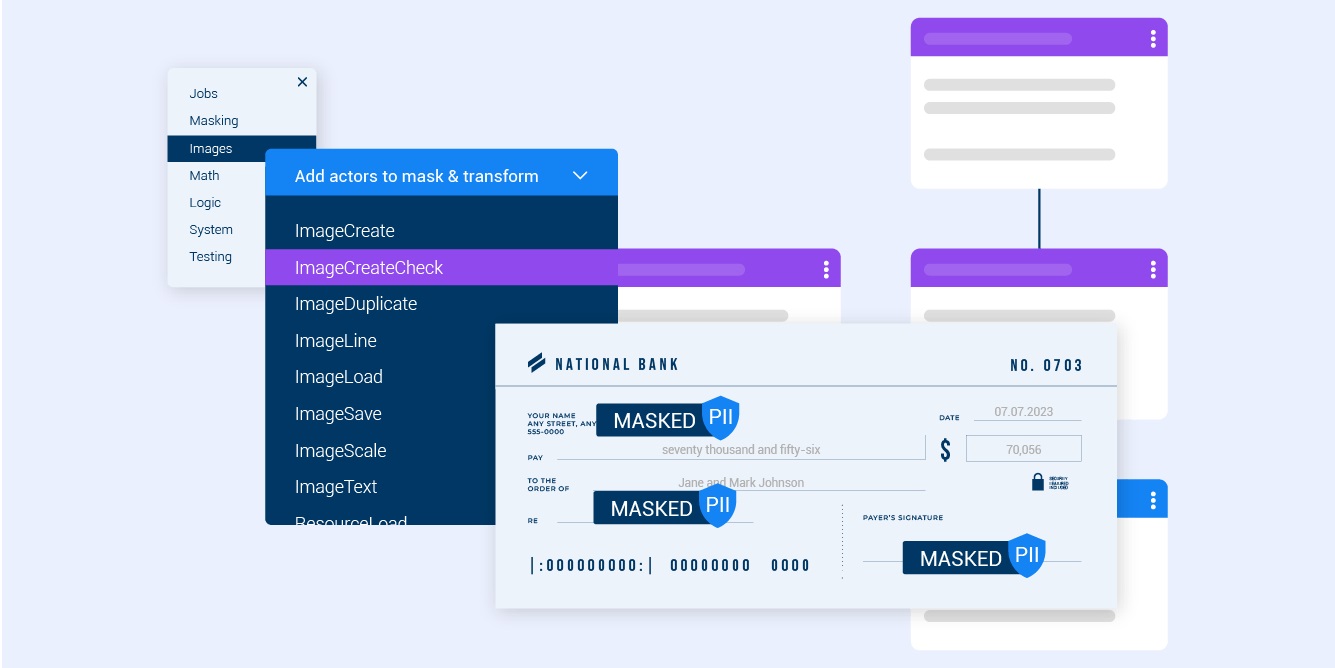 Jobs
Masking
Images
Math
Logic
System
Testing
Add actors to mask & transform
ImageCreate
ImageCreateCheck
ImageDuplicate
ImageLine
ImageLoad
ImageSave
ImageScale
ImageText
ResourceLoad
NATIONAL BANK
NO. 0703
YOUR NAME
ANY STREET, ANY
555-0000
MASKED PII
DATE 07.07.2023
PAY seventy thousand and fifty-six
$ 70,056
TO THE
ORDER OF
Jane and Mark Johnson
SECURITY
FEATURES
INCLUDED
RE
MASKED PII
PAYER'S SIGNATURE
MASKED PII
|:000000000:| 00000000 0000